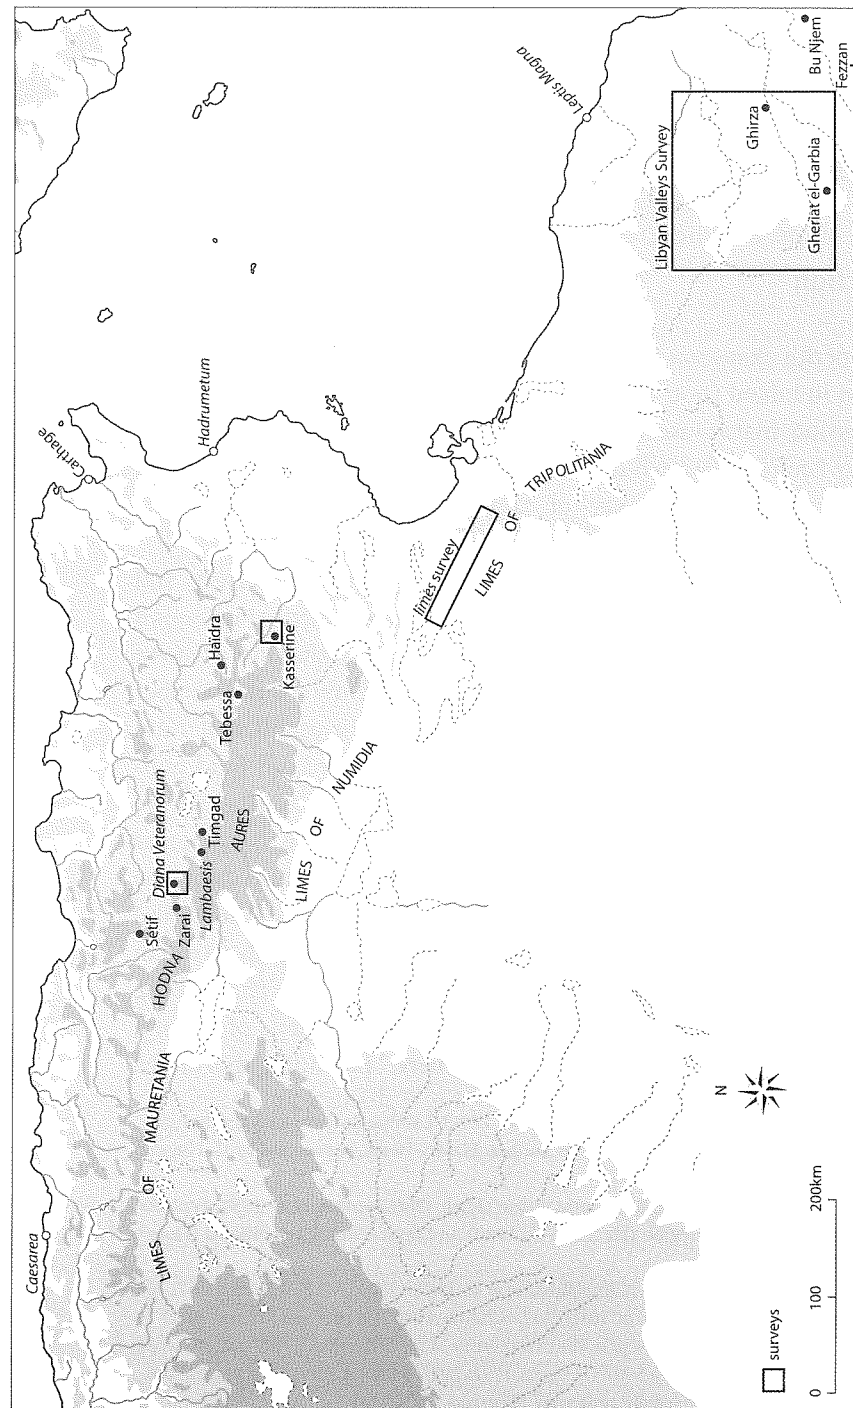 Caesarea
LIMES OF MAURETANIA
HODNA
Sétif
Zarai
Diana Veteranorum
Lambaesis
Timgad
AURES
LIMES OF NUMIDIA
Tebessa
Haïdra
Kasserine
Carthage
Hadrumetum
limes survey
LIMES OF TRIPOLITANIA
Leptis Magna
Libyan Valleys Survey
Ghirza
Gheriat el-Garbia
Bu Njem
Fezzan
N
surveys
0 100 200km